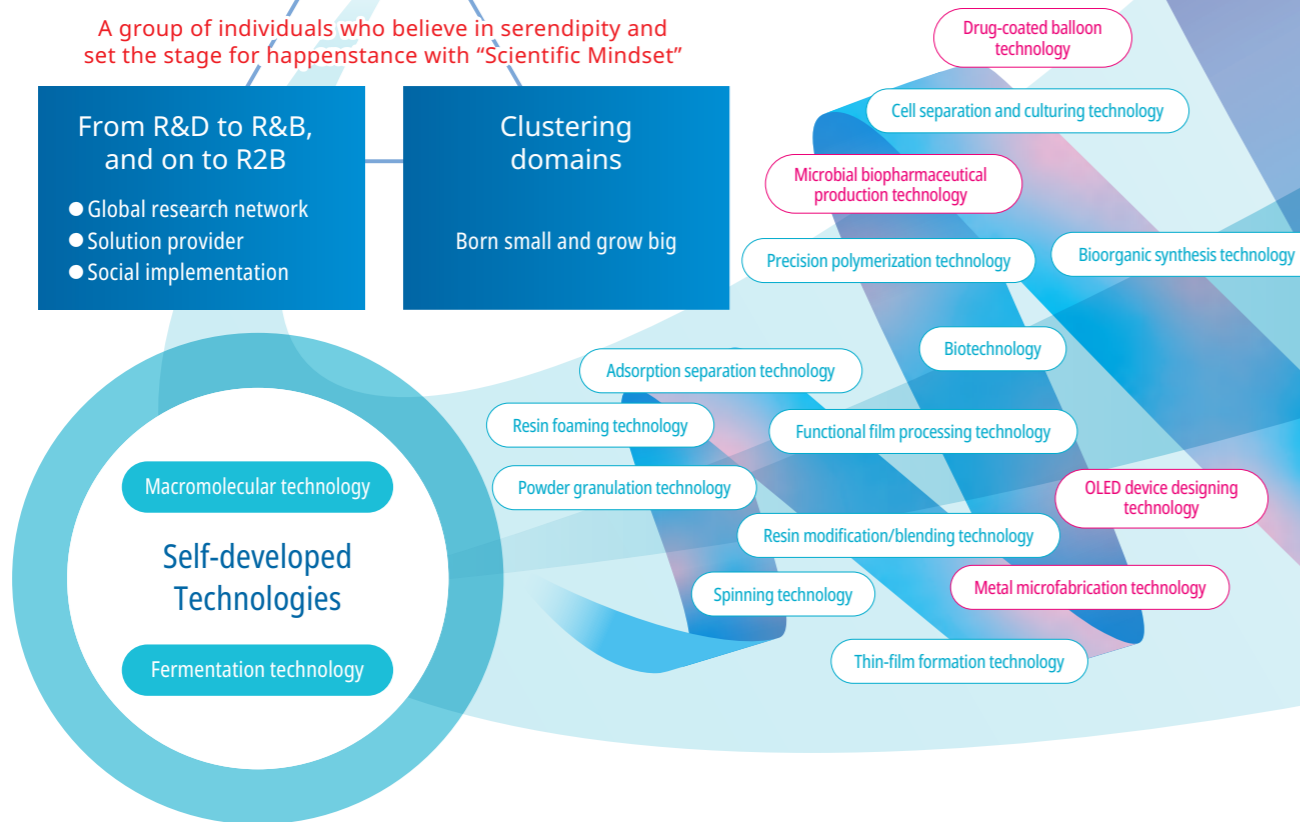 A group of individuals who believe in serendipity and
set the stage for happenstance with “Scientific Mindset”
From R&D to R&B,
and on to R2B
● Global research network
● Solution provider
● Social implementation
Clustering
domains
Born small and grow big
Drug-coated balloon
technology
Cell separation and culturing technology
Microbial biopharmaceutical
production technology
Precision polymerization technology
Bioorganic synthesis technology
Biotechnology
Adsorption separation technology
Resin foaming technology
Functional film processing technology
Powder granulation technology
OLED device designing
technology
Resin modification/blending technology
Spinning technology
Metal microfabrication technology
Thin-film formation technology
Macromolecular technology
Self-developed
Technologies
Fermentation technology